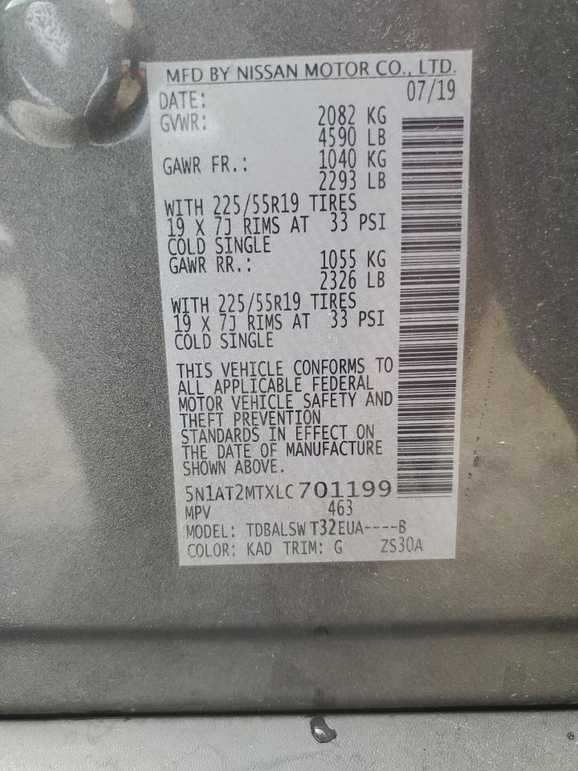 MFD BY NISSAN MOTOR CO., LTD.
DATE: 07/19
GVWR: 2082 KG
4590 LB
GAWR FR.: 1040 KG
2293 LB
WITH 225/55R19 TIRES
19 X 7J RIMS AT 33 PSI
COLD SINGLE
GAWR RR.: 1055 KG
2326 LB
WITH 225/55R19 TIRES
19 X 7J RIMS AT 33 PSI
COLD SINGLE
THIS VEHICLE CONFORMS TO
ALL APPLICABLE FEDERAL
MOTOR VEHICLE SAFETY AND
THEFT PREVENTION
STANDARDS IN EFFECT ON
THE DATE OF MANUFACTURE
SHOWN ABOVE.
5N1AT2MTXLC701199
MPV 463
MODEL: TDBALSWT32EUA----B
COLOR: KAD TRIM: G ZS30A